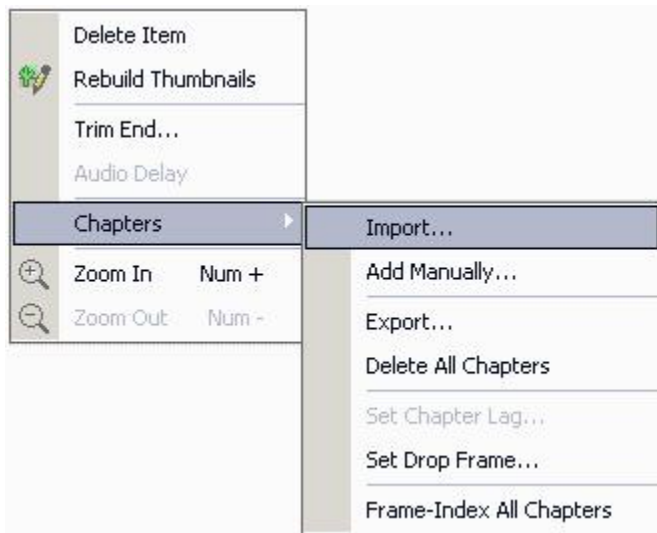 Delete Item
Rebuild Thumbnails
Trim End...
Audio Delay
Chapters
Zoom In Num +
Zoom Out Num -
Import...
Add Manually...
Export...
Delete All Chapters
Set Chapter Lag...
Set Drop Frame...
Frame-Index All Chapters